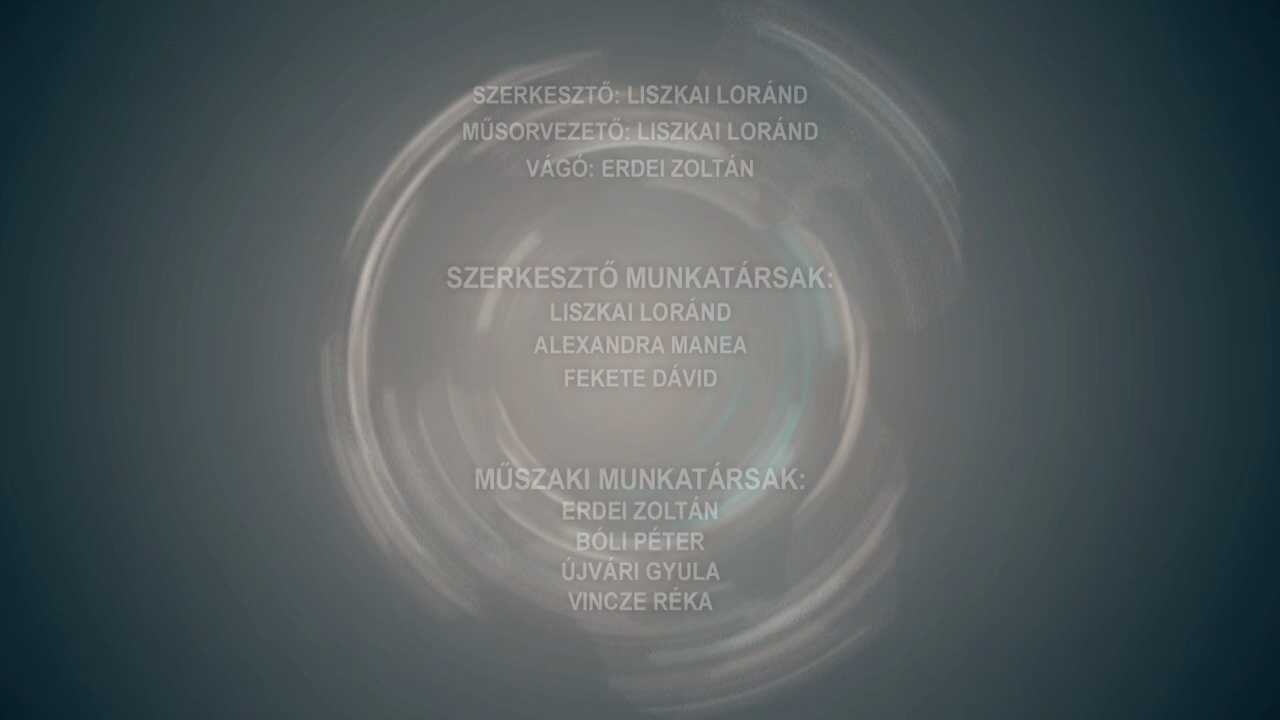 SZERKESZTŐ: LISZKAI LORÁND
MŰSORVEZETŐ: LISZKAI LORÁND
VÁGÓ: ERDEI ZOLTÁN
SZERKESZTŐ MUNKATÁRSAK:
LISZKAI LORÁND
ALEXANDRA MANEA
FEKETE DÁVID
MŰSZAKI MUNKATÁRSAK:
ERDEI ZOLTÁN
BÓLI PÉTER
ÚJVÁRI GYULA
VINCZE RÉKA